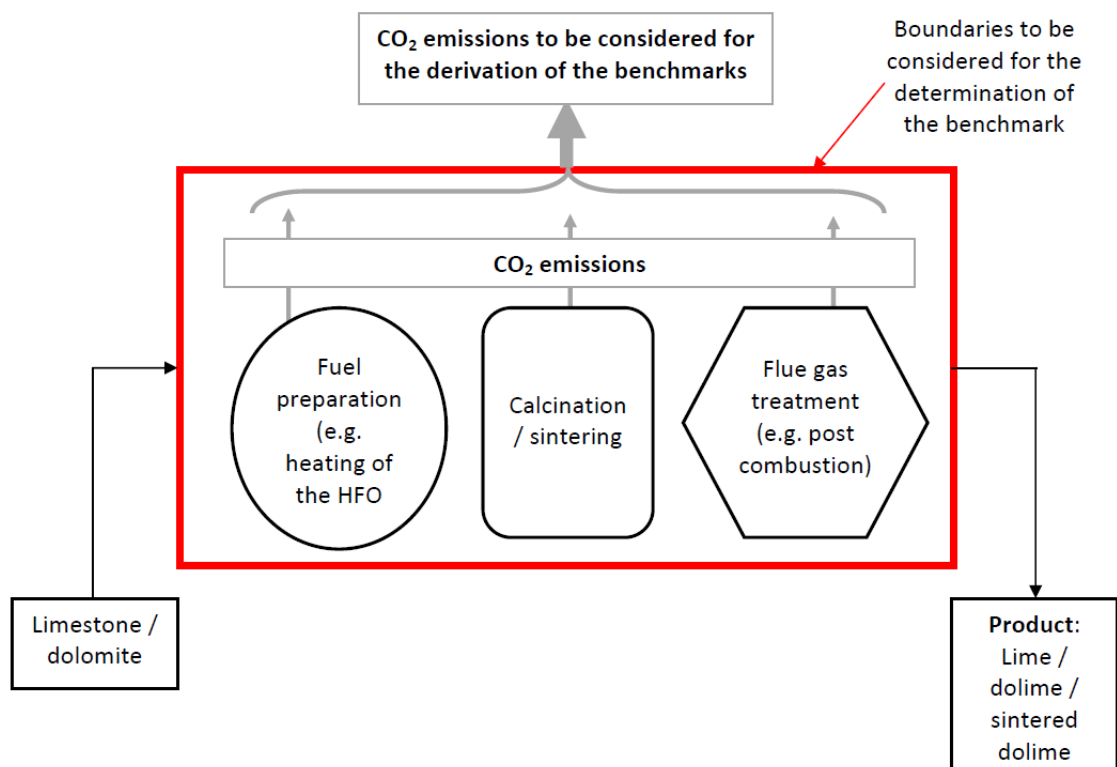 CO₂ emissions to be considered for
the derivation of the benchmarks
Boundaries to be
considered for the
determination of
the benchmark
CO₂ emissions
Fuel
preparation
(e.g.
heating of
the HFO
Calcination
/ sintering
Flue gas
treatment
(e.g. post
combustion)
Limestone /
dolomite
Product:
Lime /
dolime /
sintered
dolime